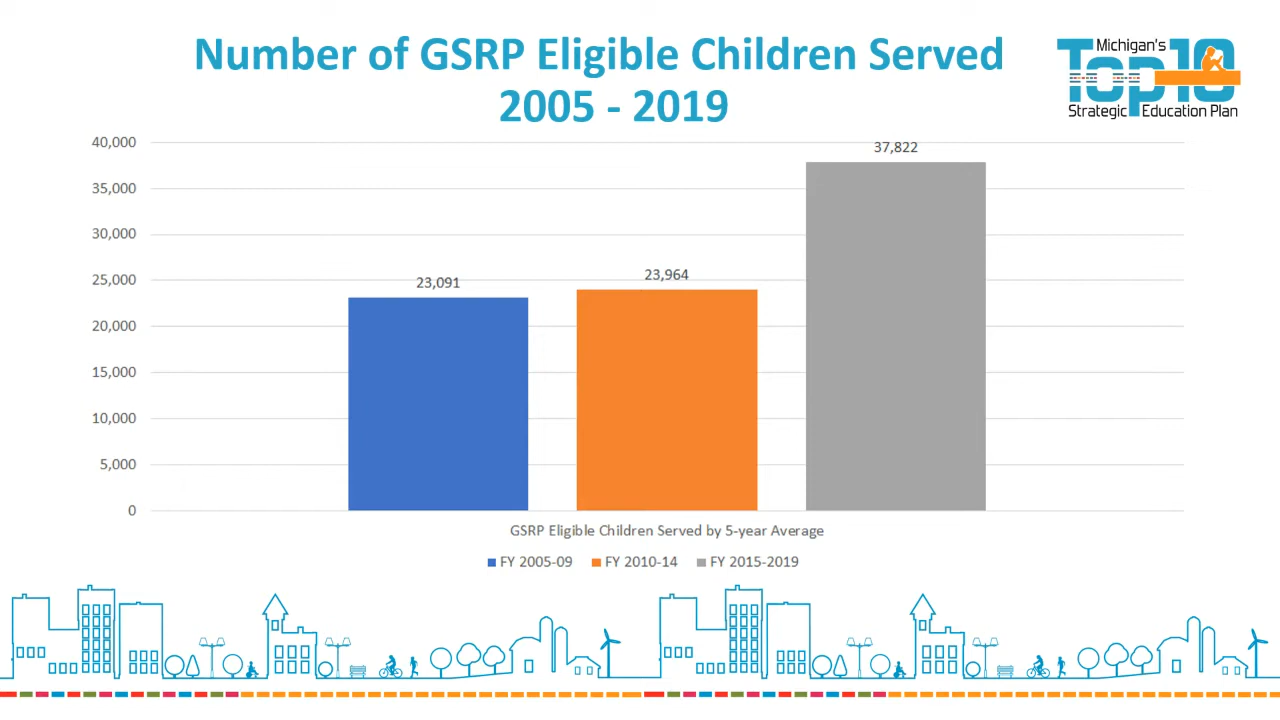 Number of GSRP Eligible Children Served
2005 - 2019
Michigan's
Top 10
Strategic Education Plan
40,000
35,000
30,000
25,000
20,000
15,000
10,000
5,000
0
23,091
23,964
37,822
GSRP Eligible Children Served by 5-year Average
FY 2005-09
FY 2010-14
FY 2015-2019